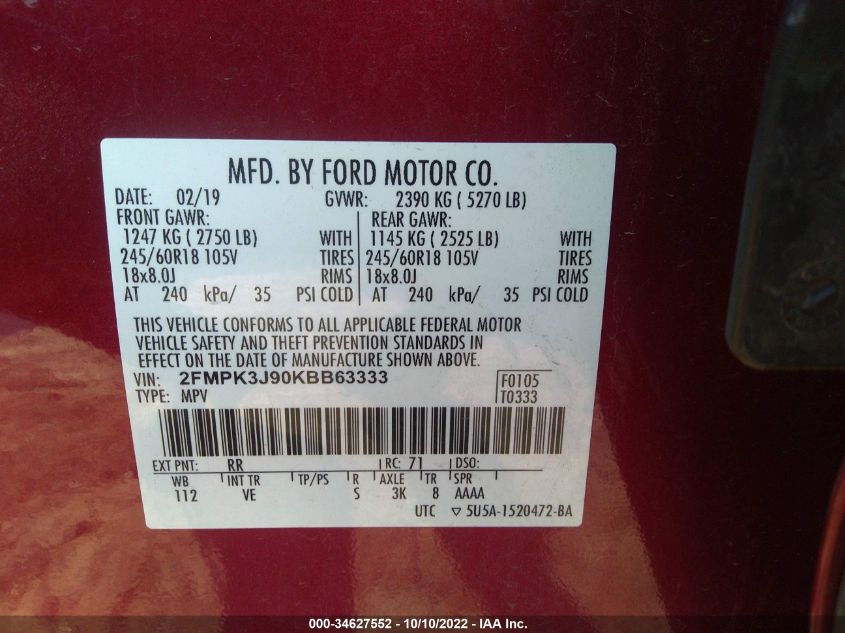 MFD. BY FORD MOTOR CO.
DATE: 02/19 GVWR: 2390 KG ( 5270 LB)
FRONT GAWR: REAR GAWR:
1247 KG ( 2750 LB) WITH 1145 KG ( 2525 LB) WITH
245/60R18 105V TIRES 245/60R18 105V TIRES
18x8.0J RIMS 18x8.0J RIMS
AT 240 kPa/ 35 PSI COLD AT 240 kPa/ 35 PSI COLD
THIS VEHICLE CONFORMS TO ALL APPLICABLE FEDERAL MOTOR
VEHICLE SAFETY AND THEFT PREVENTION STANDARDS IN
EFFECT ON THE DATE OF MANUFACTURE SHOWN ABOVE.
VIN: 2FMPK3J90KBB63333 F0105
TYPE: MPV T0333
EXT PNT: RR RC: 71 DSO:
WB INT TR TP/PS R AXLE TR SPR
112 VE S 3K 8 AAAA
UTC ▽ 5U5A-1520472-BA
000-34627552 - 10/10/2022 - IAA Inc.